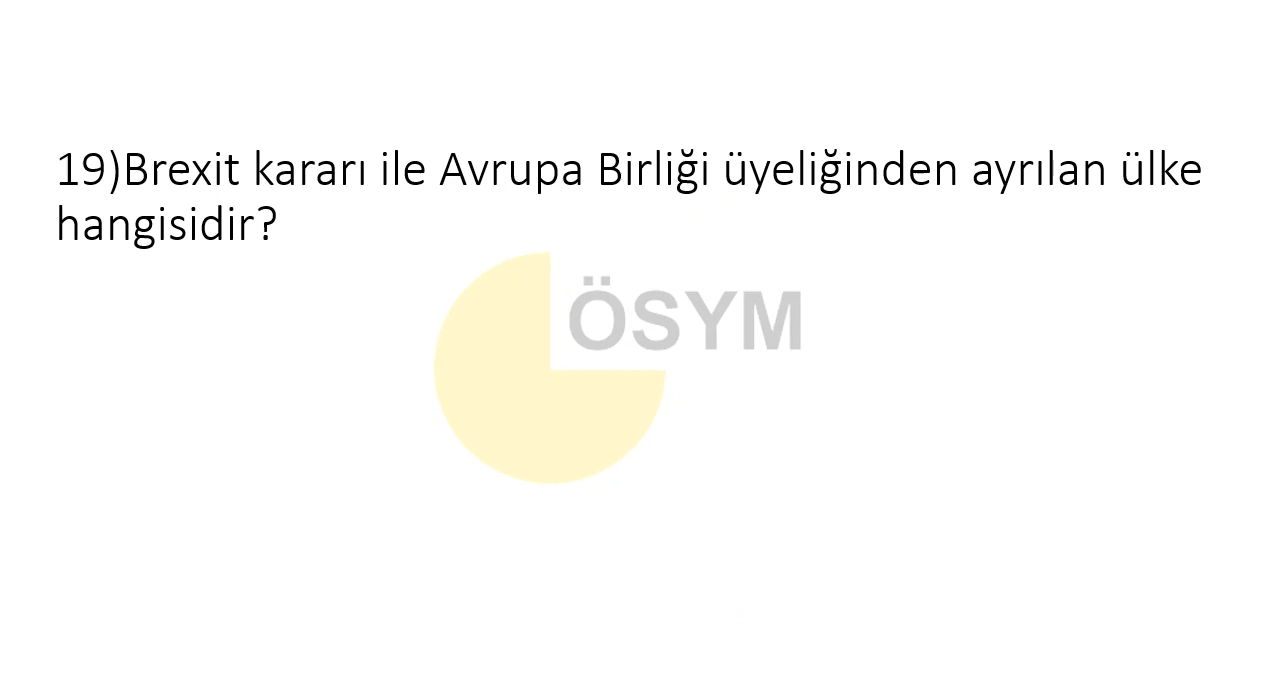 19)Brexit kararı ile Avrupa Birliği üyeliğinden ayrılan ülke
hangisidir?
ÖSYM